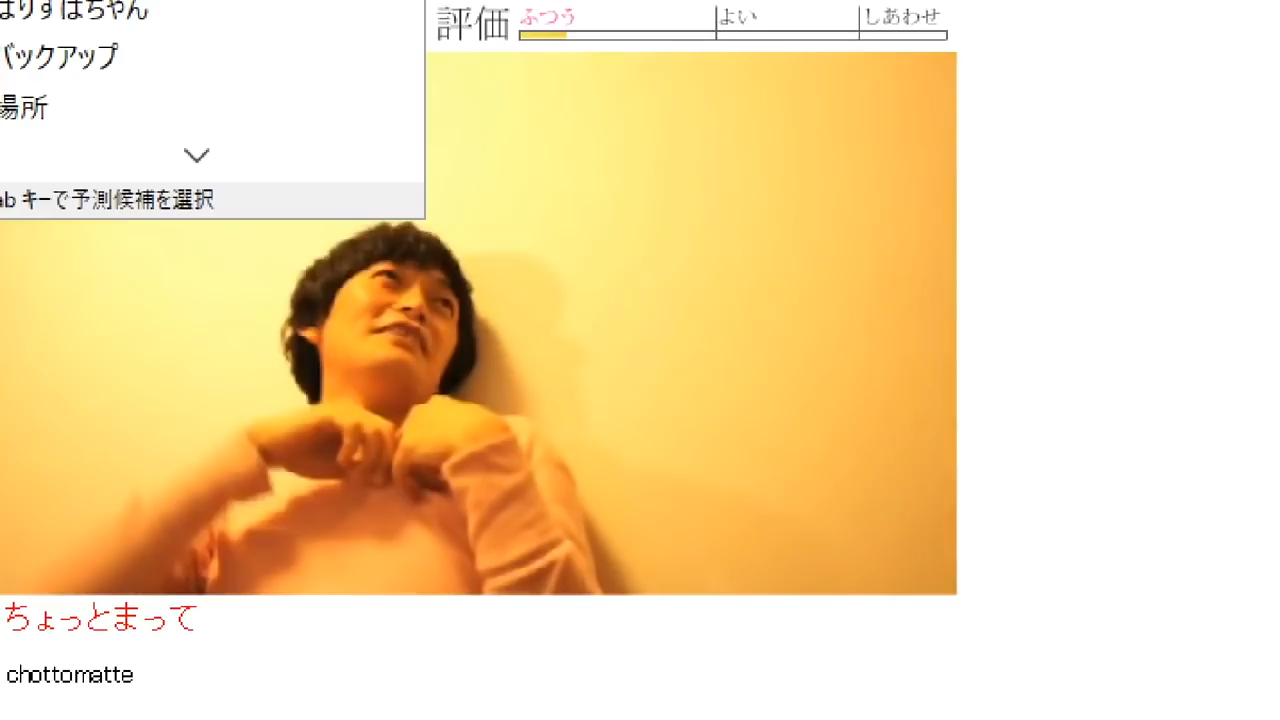 ぱりすぱちゃん
バックアップ
場所
ab キーで予測候補を選択
評価 ふつう よい しあわせ
ちょっとまって
chottomatte